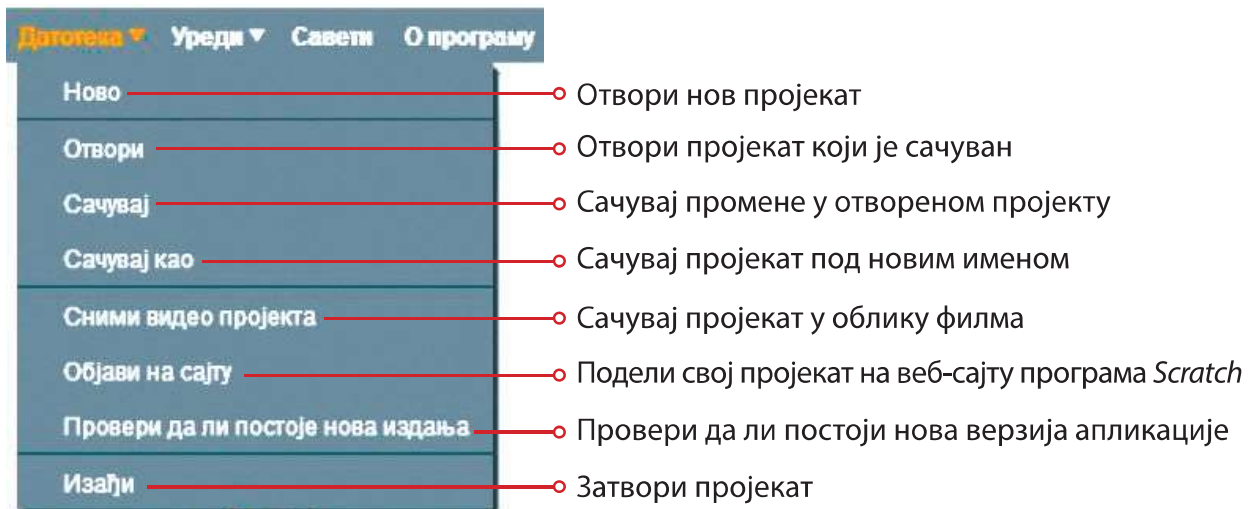 Датотека ▼ Уреди ▼ Савети О програму
Ново Отвори нов пројекат
Отвори Отвори пројекат који је сачуван
Сачувај Сачувај промене у отвореном пројекту
Сачувај као Сачувај пројекат под новим именом
Сними видео пројекта Сачувај пројекат у облику филма
Објави на сајту Подели свој пројекат на веб-сајту програма Scratch
Провери да ли постоје нова издања Провери да ли постоји нова верзија апликације
Изађи Затвори пројекат